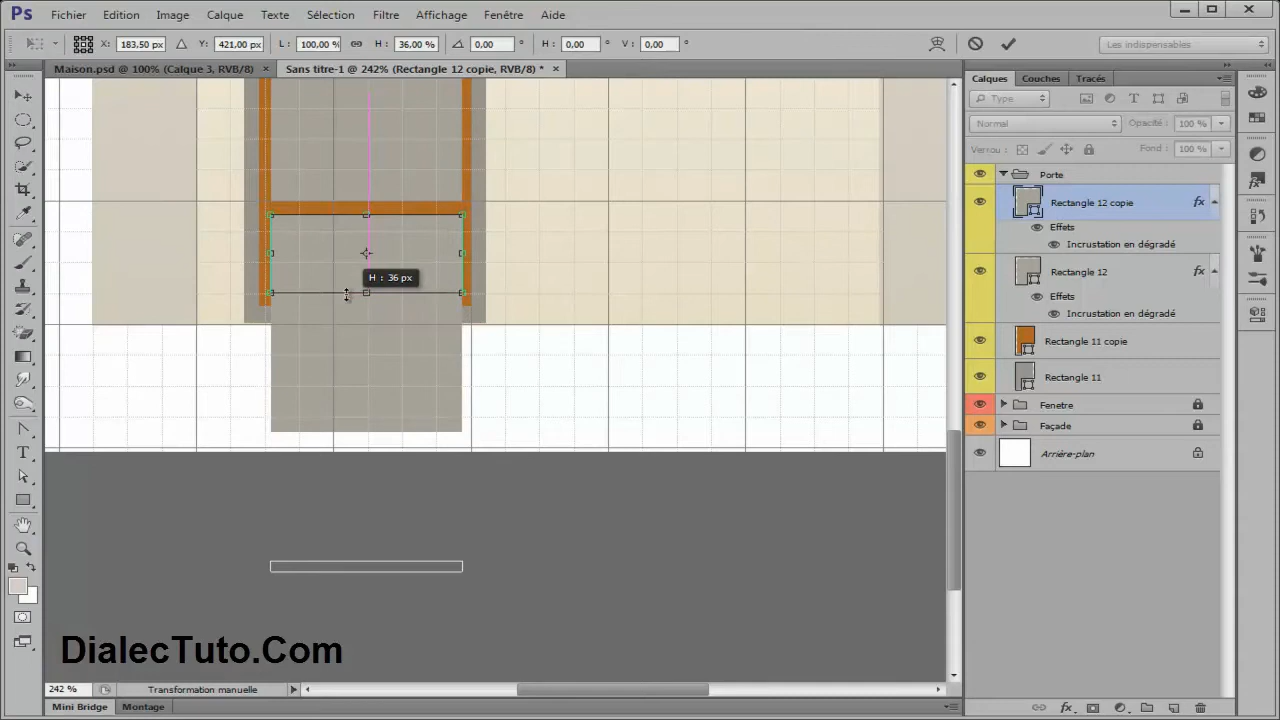 Ps Fichier Edition Image Calque Texte Sélection Filtre Affichage Fenêtre Aide
X: 183,50 px Y: 421,00 px L: 100,00 % H: 36,00 % 0,00 ° H: 0,00 ° V: 0,00 ° Les indispensables
Maison.psd @ 100% (Calque 3, RVB/8) × Sans titre-1 @ 242% (Rectangle 12 copie, RVB/8) * ×
Calques Couches Tracés
Type
Normal Opacité : 100 %
Verrou : Fond : 100 %
Porte
Rectangle 12 copie fx
Effets
Incrustation en dégradé
Rectangle 12 fx
Effets
Incrustation en dégradé
Rectangle 11 copie
Rectangle 11
Fenetre
Façade
Arrière-plan
H : 36 px
DialecTuto.Com
242 % Transformation manuelle
fx
Mini Bridge Montage